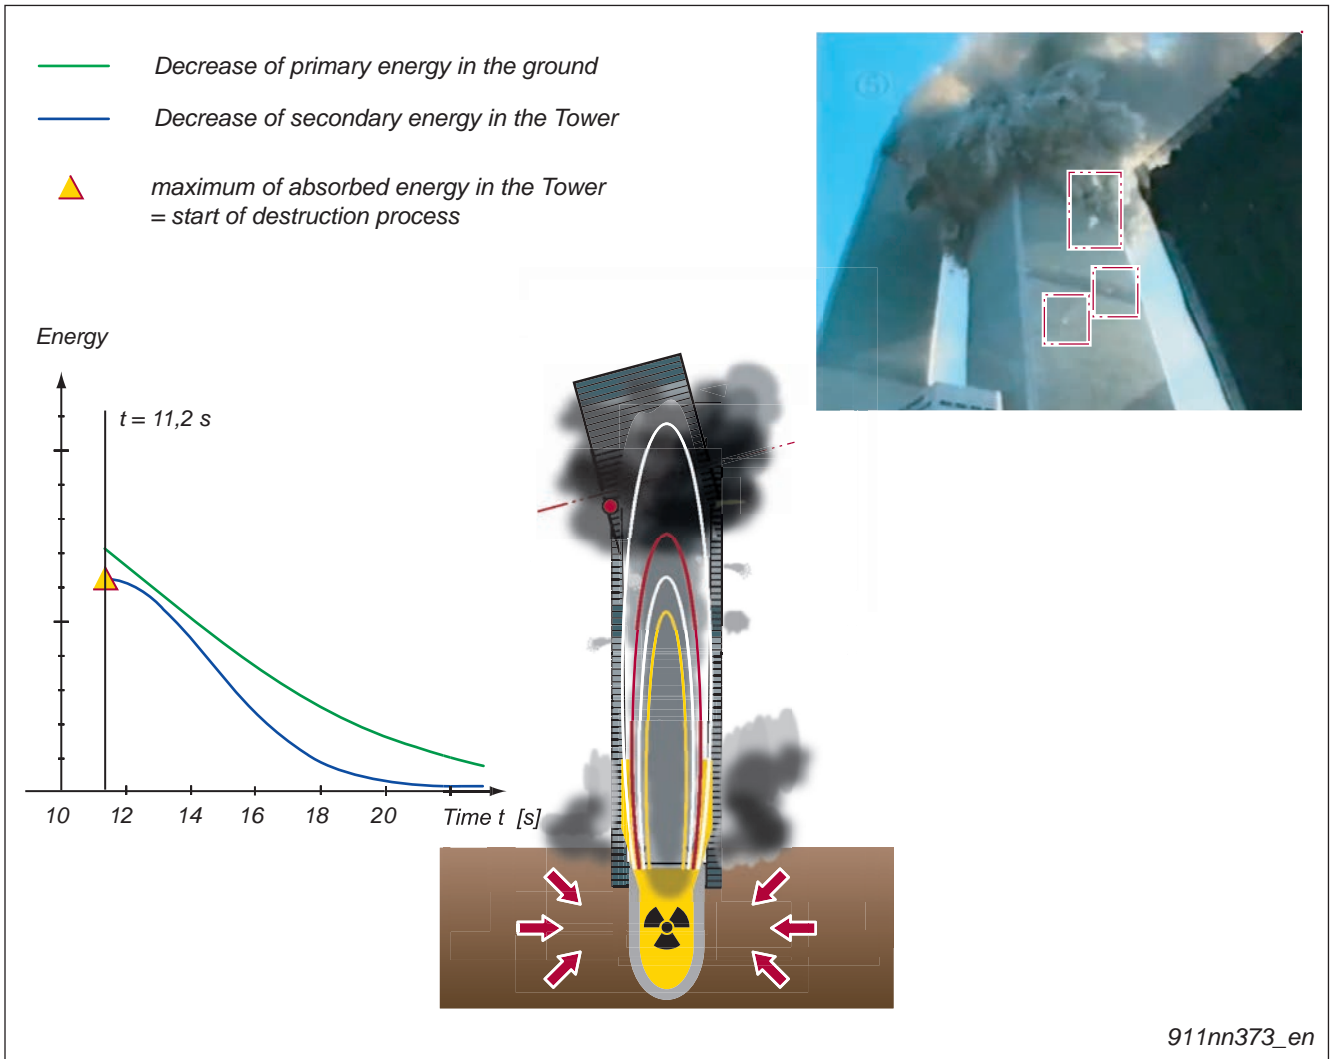 Decrease of primary energy in the ground
Decrease of secondary energy in the Tower
maximum of absorbed energy in the Tower
= start of destruction process
(5)
Energy
t = 11,2 s
10 12 14 16 18 20 Time t [s]
911nn373_en